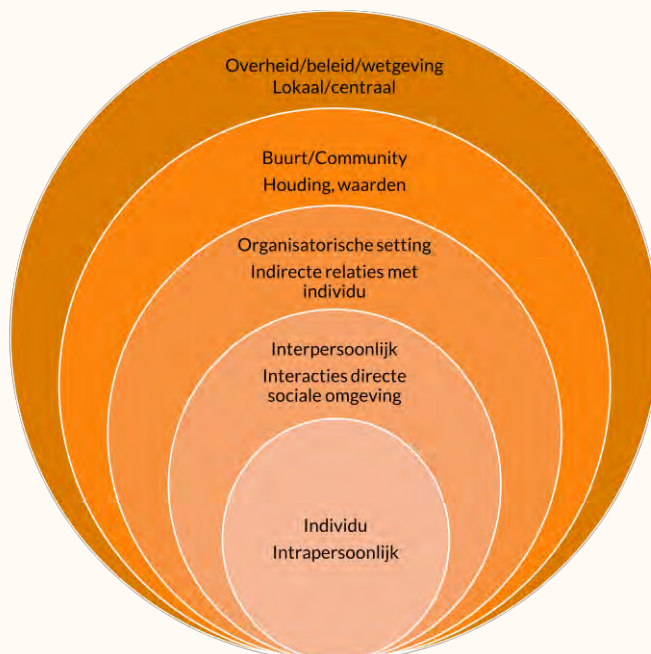 Overheid/beleid/wetgeving
Lokaal/centraal
Buurt/Community
Houding, waarden
Organisatorische setting
Indirecte relaties met
individu
Interpersoonlijk
Interacties directe
sociale omgeving
Individu
Intrapersoonlijk